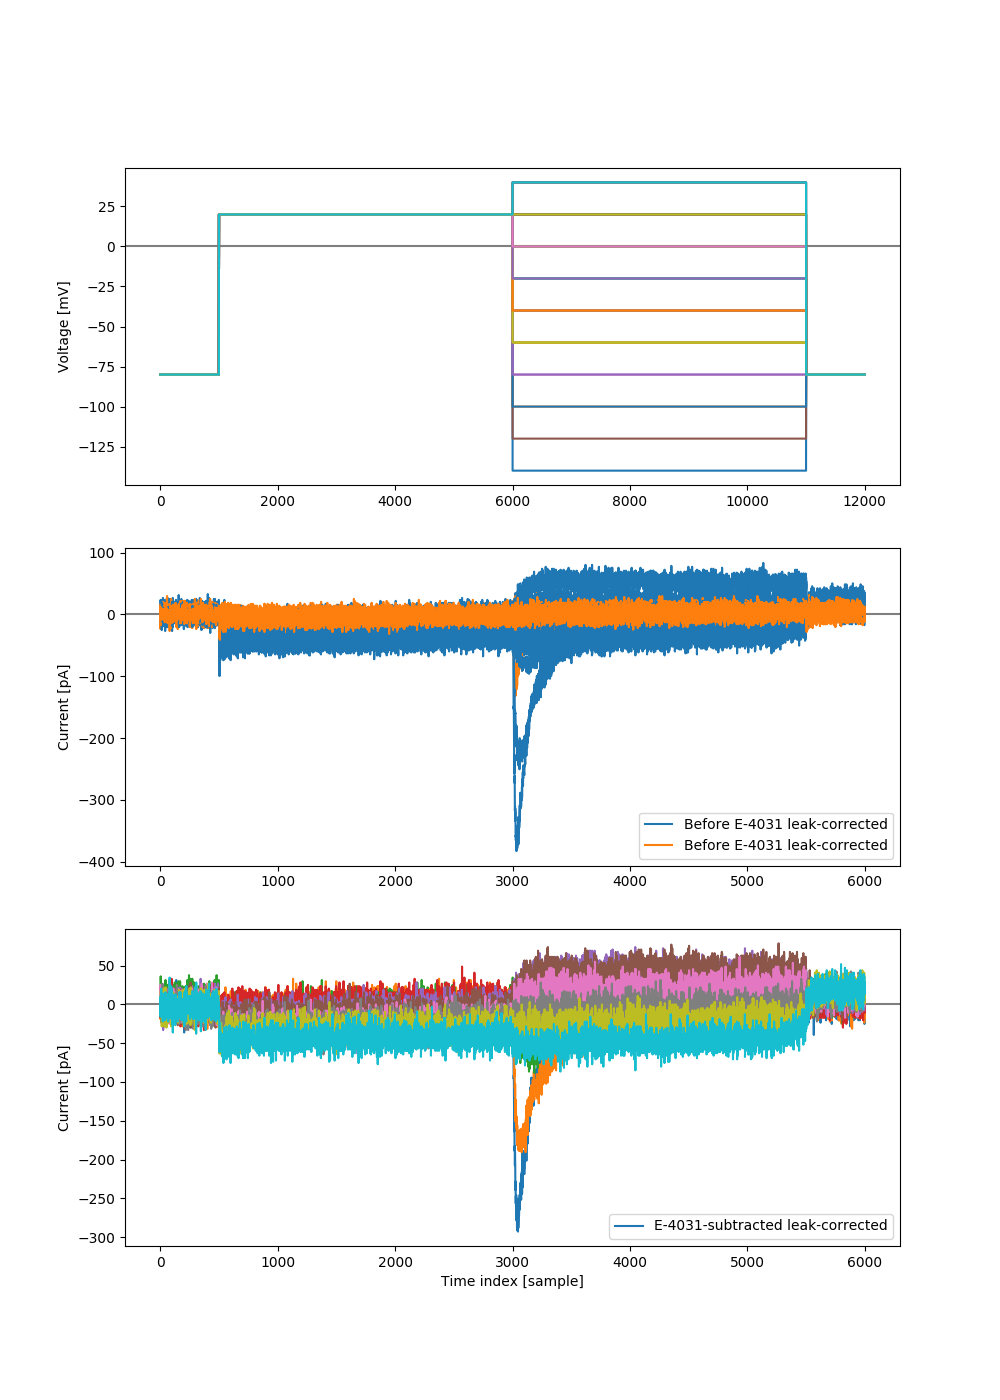 Voltage [mV]
25
0
−25
−50
−75
−100
−125
0 2000 4000 6000 8000 10000 12000
Current [pA]
100
0
−100
−200
−300
−400
Before E-4031 leak-corrected
Before E-4031 leak-corrected
0 1000 2000 3000 4000 5000 6000
Current [pA]
50
0
−50
−100
−150
−200
−250
−300
E-4031-subtracted leak-corrected
0 1000 2000 3000 4000 5000 6000
Time index [sample]